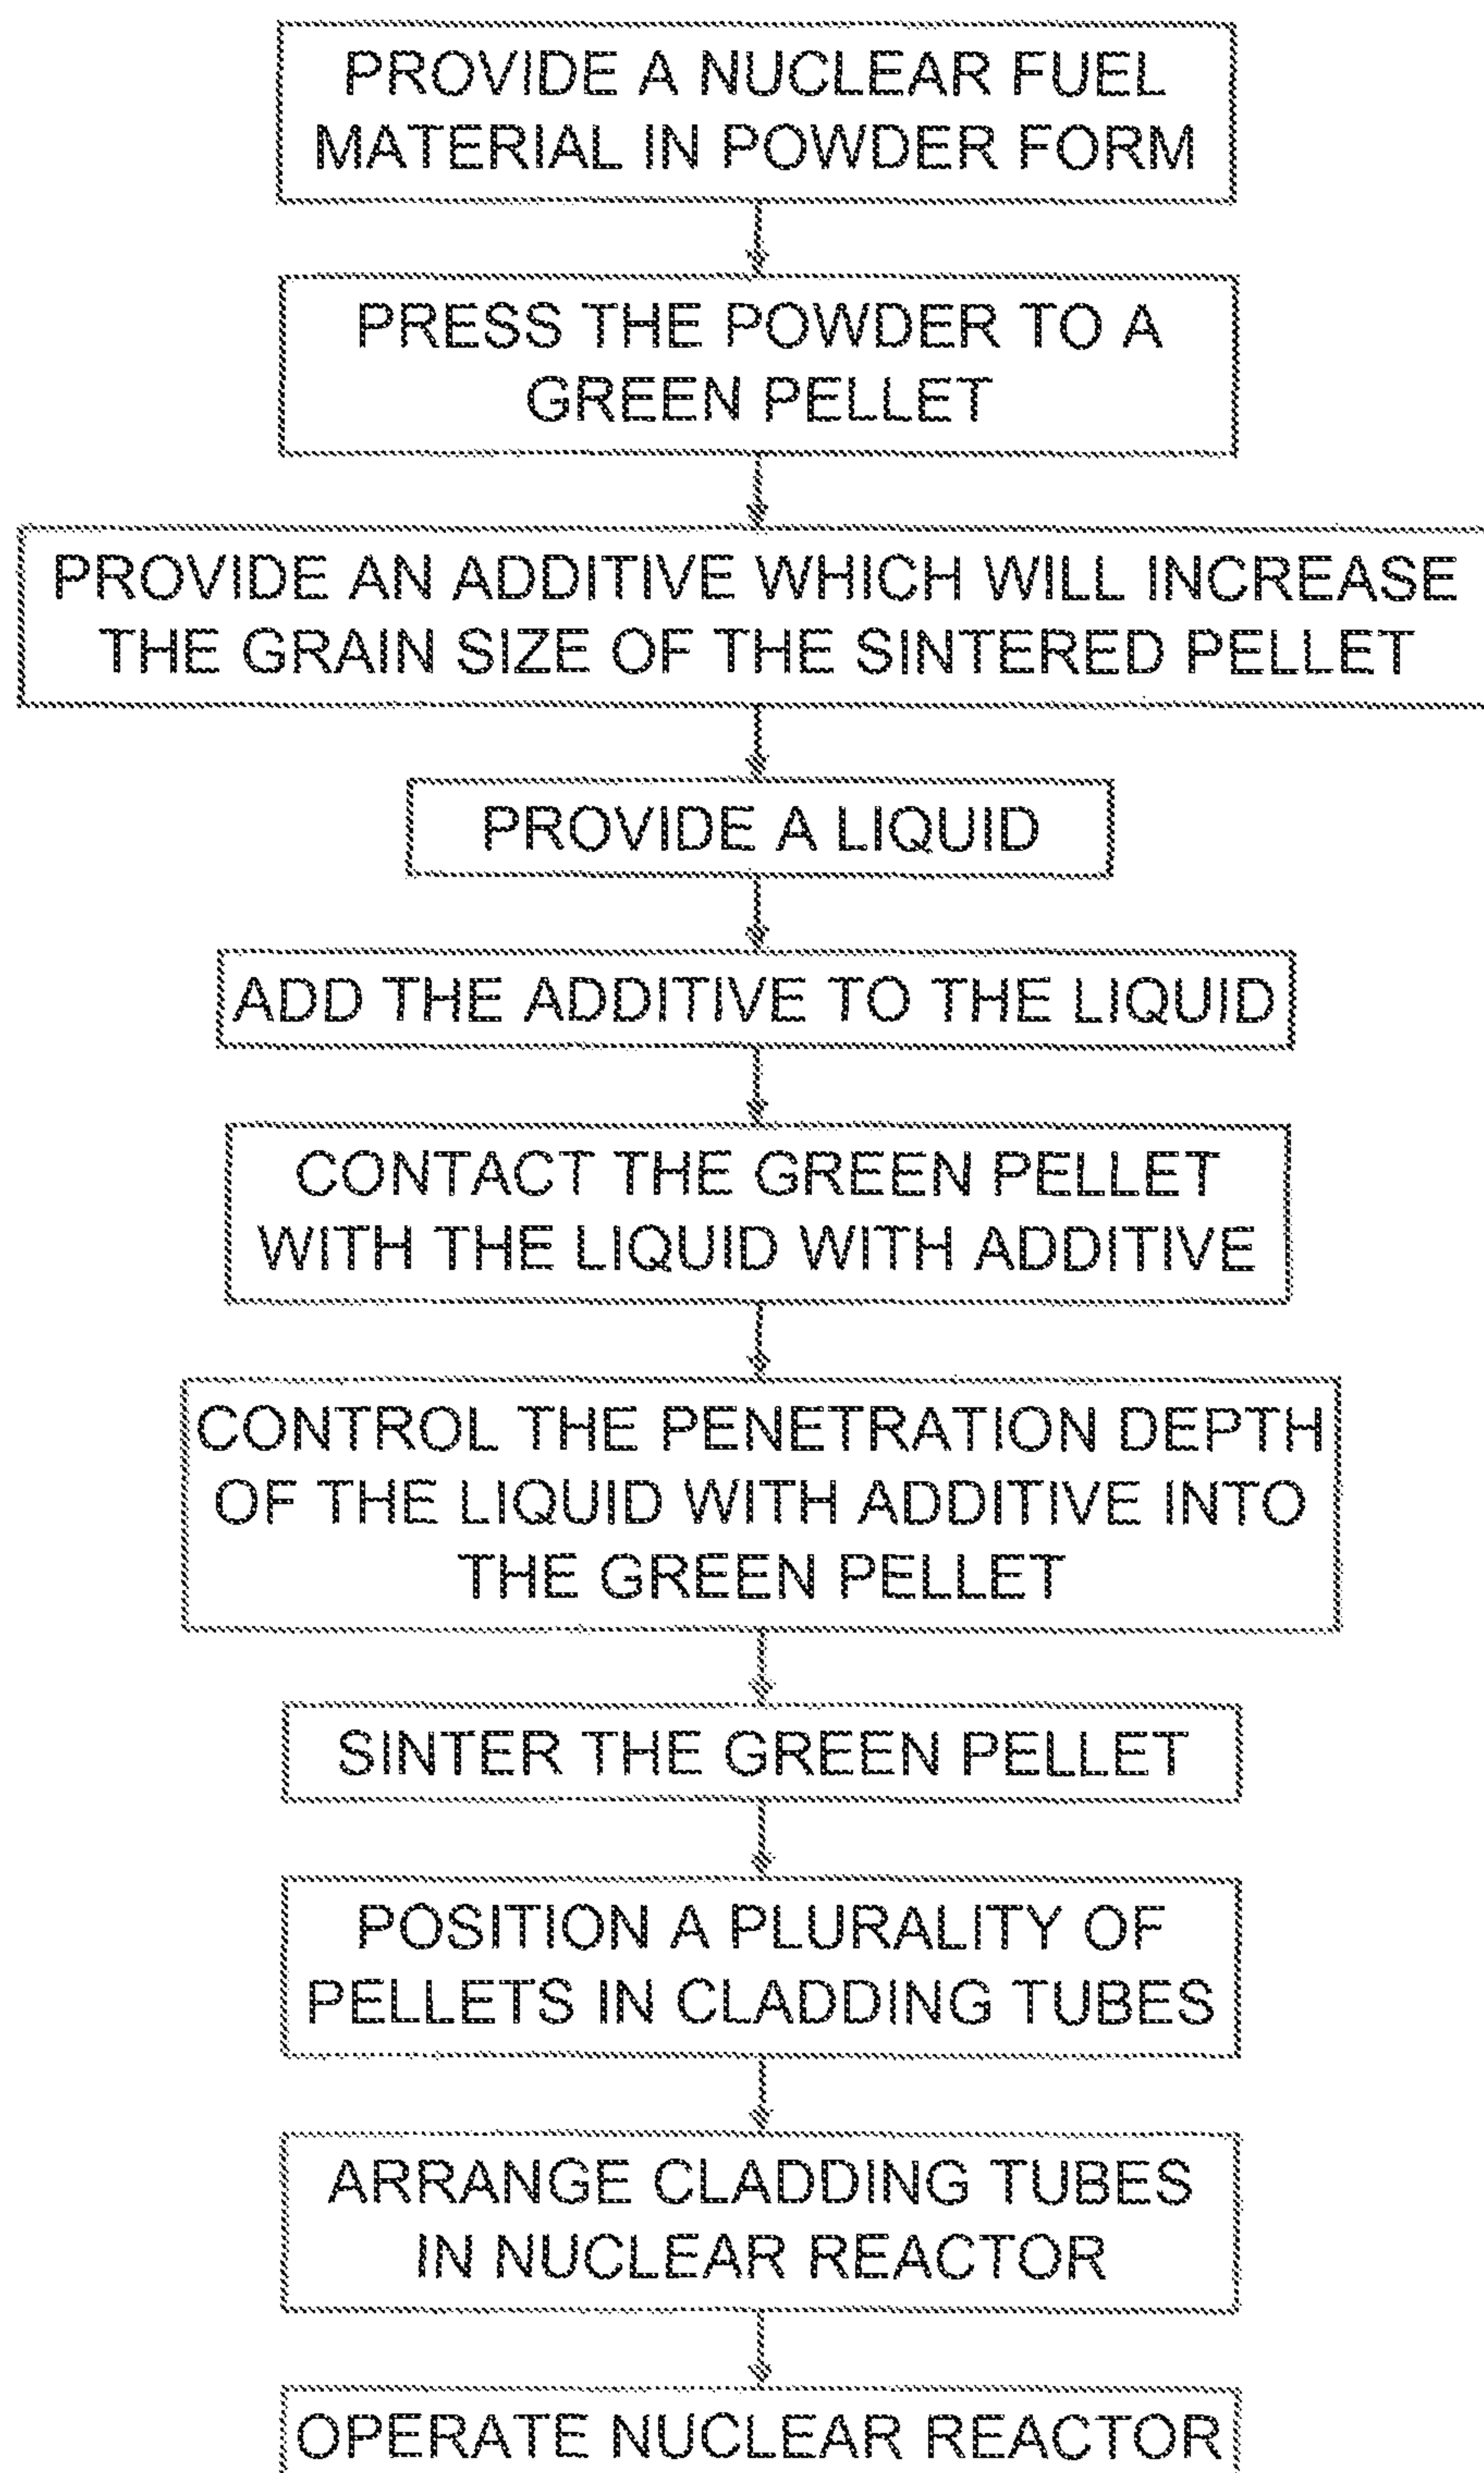 PROVIDE A NUCLEAR FUEL
MATERIAL IN POWDER FORM
PRESS THE POWDER TO A
GREEN PELLET
PROVIDE AN ADDITIVE WHICH WILL INCREASE
THE GRAIN SIZE OF THE SINTERED PELLET
PROVIDE A LIQUID
ADD THE ADDITIVE TO THE LIQUID
CONTACT THE GREEN PELLET
WITH THE LIQUID WITH ADDITIVE
CONTROL THE PENETRATION DEPTH
OF THE LIQUID WITH ADDITIVE INTO
THE GREEN PELLET
SINTER THE GREEN PELLET
POSITION A PLURALITY OF
PELLETS IN CLADDING TUBES
ARRANGE CLADDING TUBES
IN NUCLEAR REACTOR
OPERATE NUCLEAR REACTOR